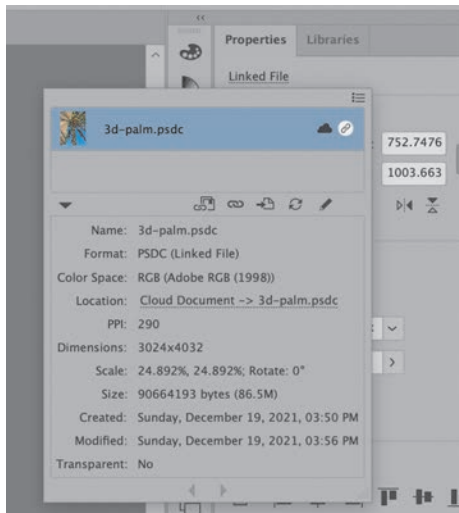 Properties Libraries
Linked File
3d-palm.psdc
752.7476
1003.663
Name: 3d-palm.psdc
Format: PSDC (Linked File)
Color Space: RGB (Adobe RGB (1998))
Location: Cloud Document -> 3d-palm.psdc
PPI: 290
Dimensions: 3024x4032
Scale: 24.892%, 24.892%; Rotate: 0°
Size: 90664193 bytes (86.5M)
Created: Sunday, December 19, 2021, 03:50 PM
Modified: Sunday, December 19, 2021, 03:56 PM
Transparent: No